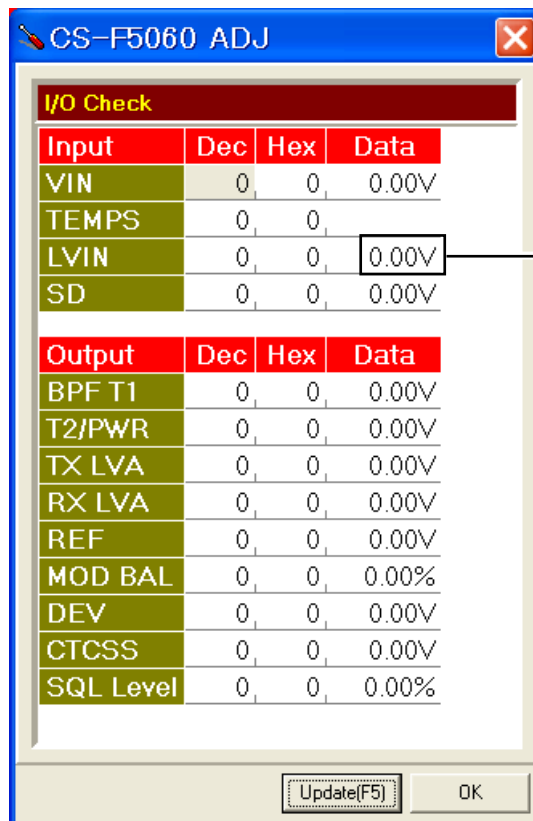 CS-F5060 ADJ
I/O Check
Input Dec Hex Data
VIN 0 0 0.00V
TEMPS 0 0
LVIN 0 0 0.00V
SD 0 0 0.00V
Output Dec Hex Data
BPF T1 0 0 0.00V
T2/PWR 0 0 0.00V
TX LVA 0 0 0.00V
RX LVA 0 0 0.00V
REF 0 0 0.00V
MOD BAL 0 0 0.00%
DEV 0 0 0.00V
CTCSS 0 0 0.00V
SQL Level 0 0 0.00%
Update(F5) OK